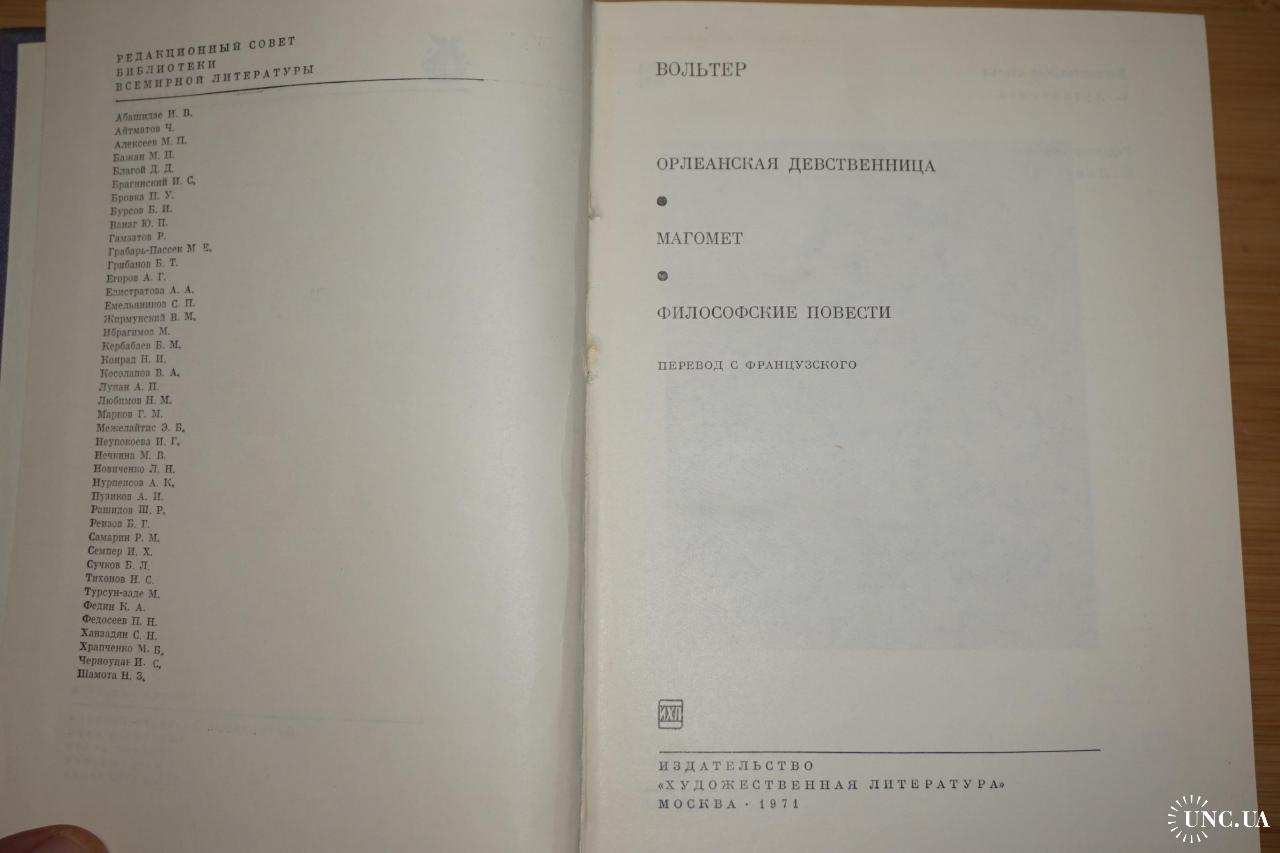 РЕДАКЦИОННЫЙ СОВЕТ
БИБЛИОТЕКИ
ВСЕМИРНОЙ ЛИТЕРАТУРЫ
Абашидзе И. В.
Айтматов Ч.
Алексеев М. П.
Бажан М. П.
Благой Д. Д.
Брагинский И. С.
Бровка П. У.
Бурсов Б. И.
Ванаг Ю. П.
Гамзатов Р.
Грабарь-Пассек М Е.
Грибанов Б. Т.
Егоров А. Г.
Елистратова А. А.
Емельяников С. П.
Жирмунский В. М.
Ибрагимов М.
Кербабаев Б. М.
Конрад Н. И.
Косолапов В. А.
Лупан А. П.
Любимов Н. М.
Марков Г. М.
Межелайтис Э. Б.
Неупокоева И. Г.
Нечкина М. В.
Новиченко Л. Н.
Нурпеисов А. К.
Пузиков А. И.
Рашидов Ш. Р.
Реизов Б. Г.
Самарин Р. М.
Семпер И. Х.
Сучков Б. Л.
Тихонов Н. С.
Турсун-заде М.
Федин К. А.
Федосеев П. Н.
Ханзадян С. Н.
Храпченко М. Б.
Черноуцан И. С.
Шамота Н. З.
ВОЛЬТЕР
ОРЛЕАНСКАЯ ДЕВСТВЕННИЦА
МАГОМЕТ
ФИЛОСОФСКИЕ ПОВЕСТИ
ПЕРЕВОД С ФРАНЦУЗСКОГО
ИХЛ
ИЗДАТЕЛЬСТВО
«ХУДОЖЕСТВЕННАЯ ЛИТЕРАТУРА»
МОСКВА · 1971
UNC.UA